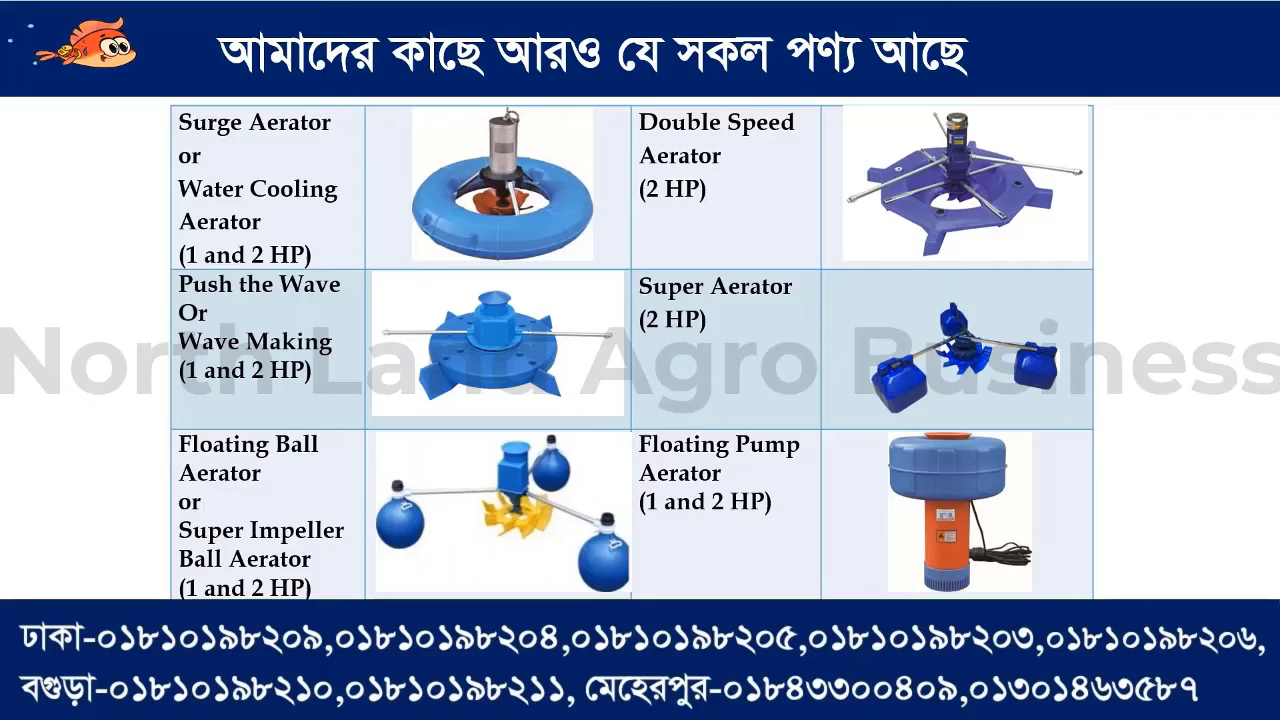 আমাদের কাছে আরও যে সকল পণ্য আছে
Surge Aerator
or
Water Cooling
Aerator
(1 and 2 HP)
Double Speed
Aerator
(2 HP)
Push the Wave
Or
Wave Making
(1 and 2 HP)
Super Aerator
(2 HP)
North Land Agro Business
Floating Ball
Aerator
or
Super Impeller
Ball Aerator
(1 and 2 HP)
Floating Pump
Aerator
(1 and 2 HP)
ঢাকা-০১৮১০১৯৮২০৯,০১৮১০১৯৮২০৪,০১৮১০১৯৮২০৫,০১৮১০১৯৮২০৩,০১৮১০১৯৮২০৬,
বগুড়া-০১৮১০১৯৮২১০,০১৮১০১৯৮২১১, মেহেরপুর-০১৮৪৩৩০০৪০৯,০১৩০১৪৬৩৫৮৭